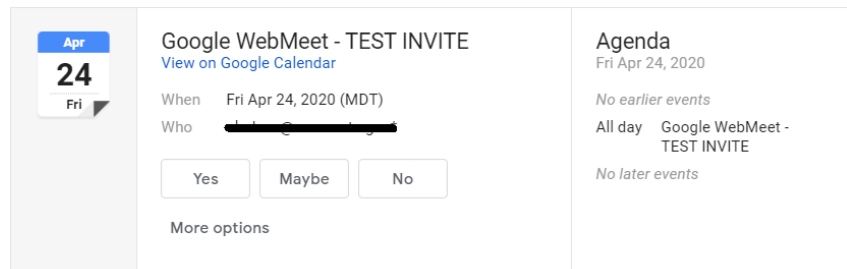 Apr
24
Fri
Google WebMeet - TEST INVITE
View on Google Calendar
When Fri Apr 24, 2020 (MDT)
Who
Yes Maybe No
More options
Agenda
Fri Apr 24, 2020
No earlier events
All day Google WebMeet -
TEST INVITE
No later events